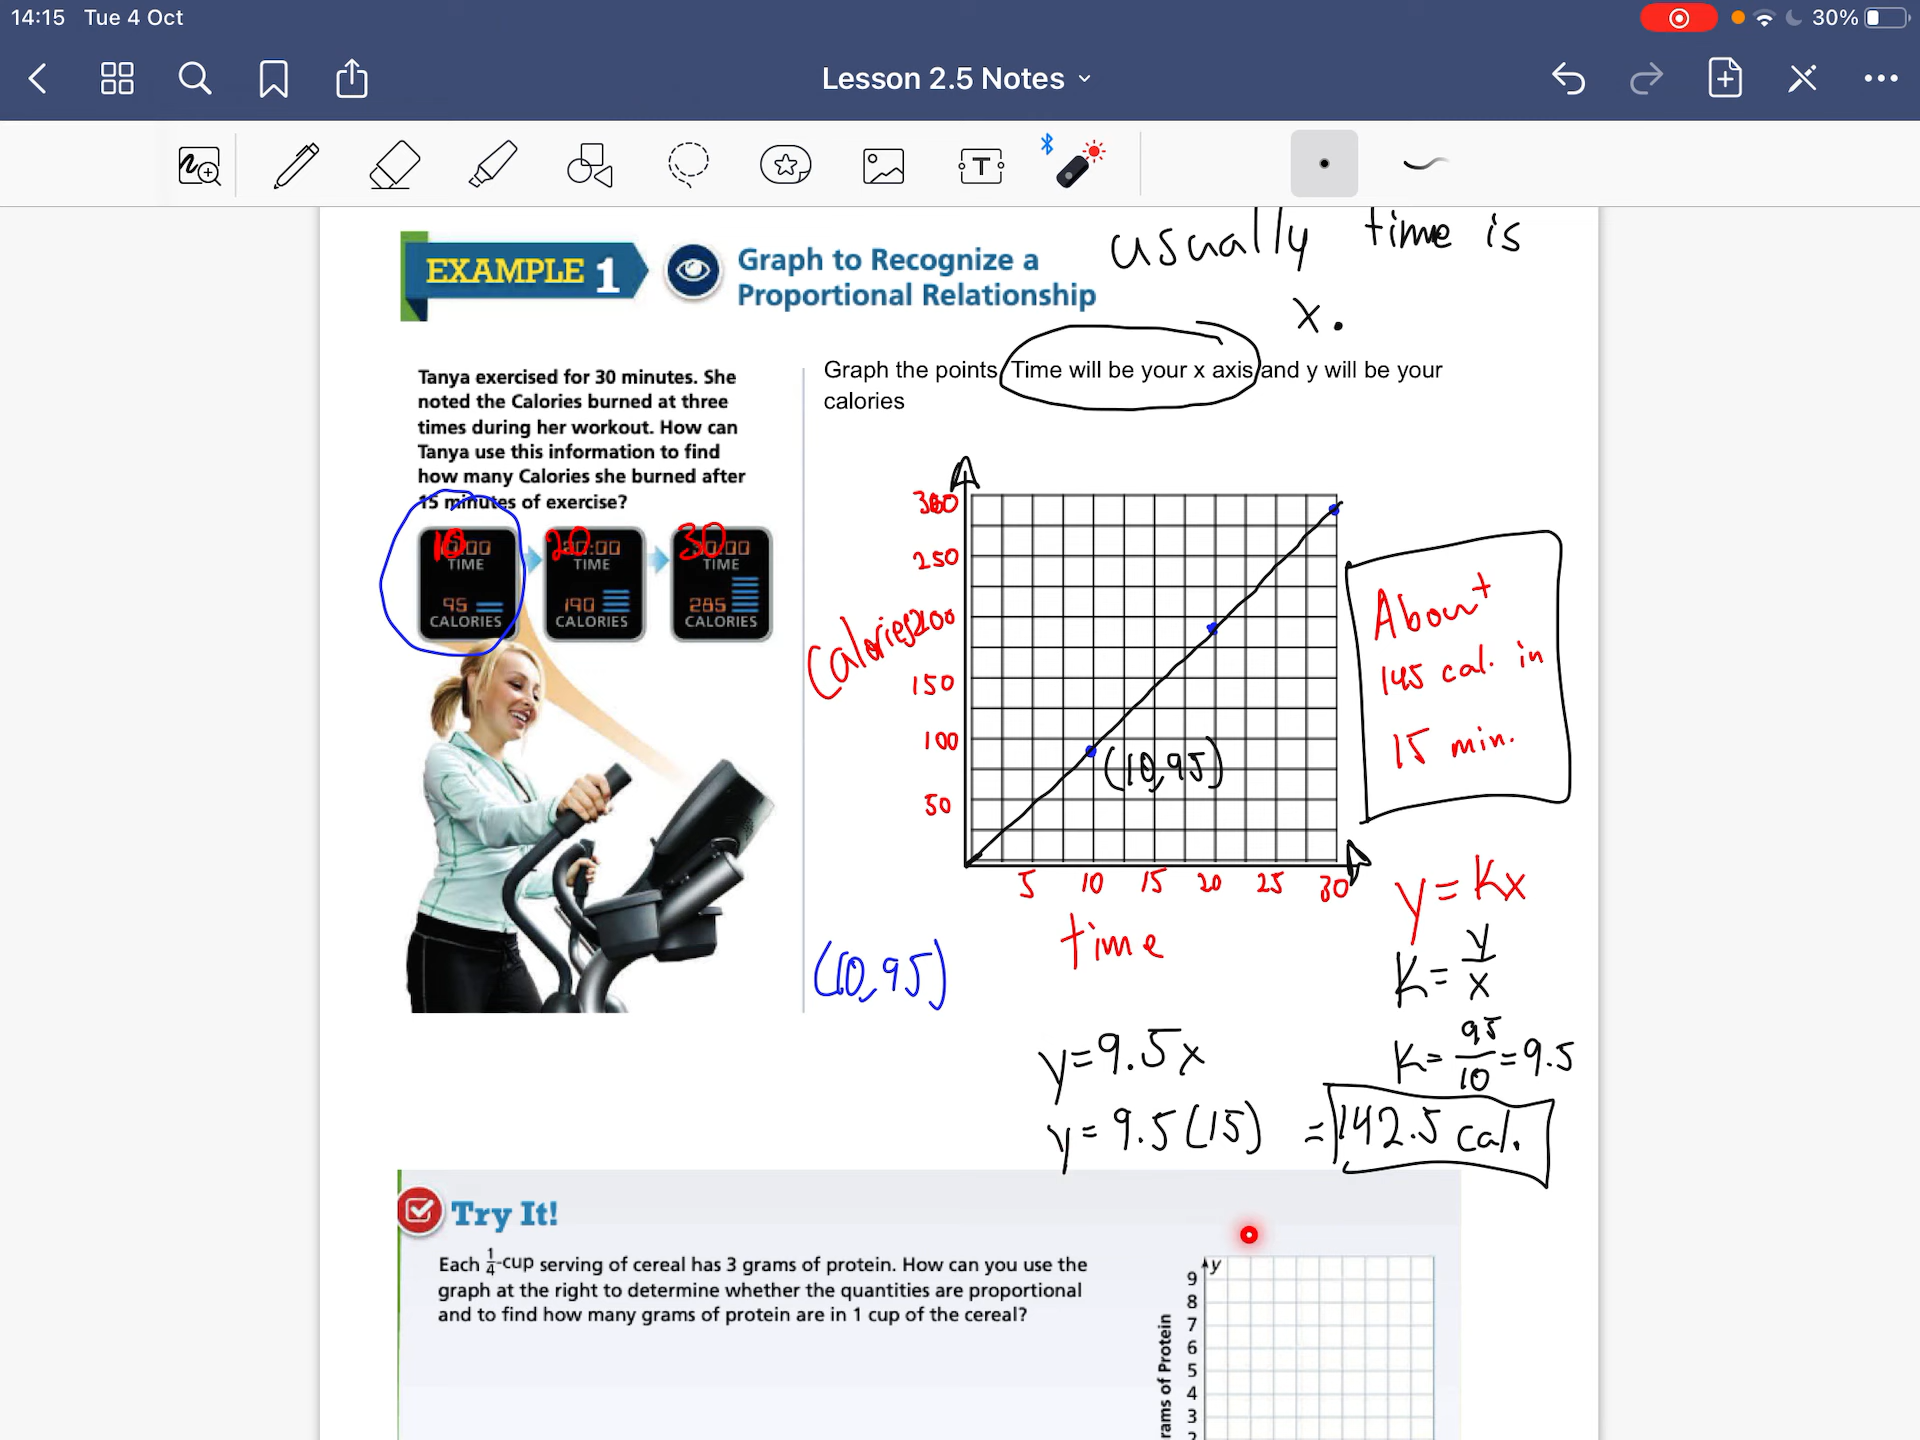 14:15 Tue 4 Oct
30%
Lesson 2.5 Notes
T
usually time is
x.
EXAMPLE 1
Graph to Recognize a
Proportional Relationship
Tanya exercised for 30 minutes. She
noted the Calories burned at three
times during her workout. How can
Tanya use this information to find
how many Calories she burned after
15 minutes of exercise?
Graph the points Time will be your x axis and y will be your
calories
10 20 30
TIME TIME TIME
95 190 285
CALORIES CALORIES CALORIES
300
250
200
150
100
50
Calories
(10,95)
5 10 15 20 25 30
time
About
145 cal. in
15 min.
(10,95)
y=Kx
K= y/x
K= 95/10 =9.5
y=9.5x
y= 9.5(15) = 142.5 cal.
Try It!
Each 1/4-cup serving of cereal has 3 grams of protein. How can you use the
graph at the right to determine whether the quantities are proportional
and to find how many grams of protein are in 1 cup of the cereal?
y
9
8
7
6
5
4
3
2
rams of Protein